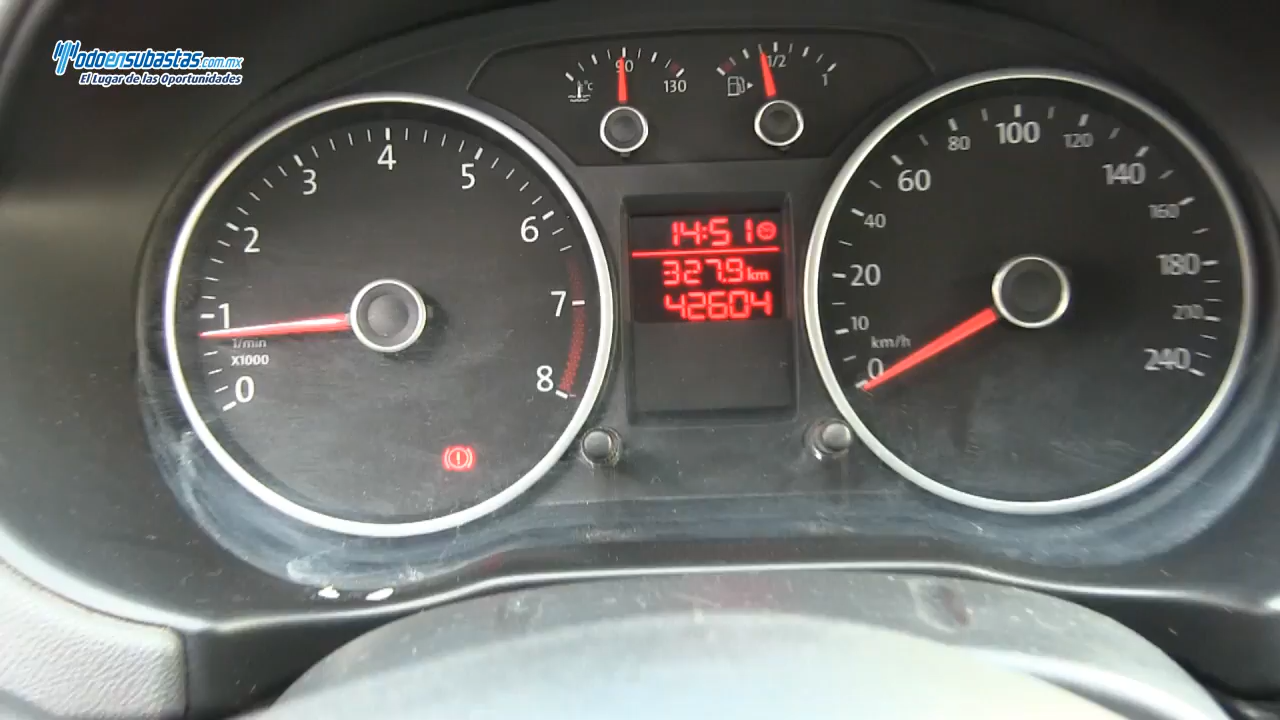 Todoensubastas.com.mx
El Lugar de las Oportunidades
°C 90 130
1/2 1
0 1 2 3 4 5 6 7 8
1/min
X1000
14:51
327.9 km
42604
0 10 20 40 60 80 100 120 140 160 180 210 240
km/h